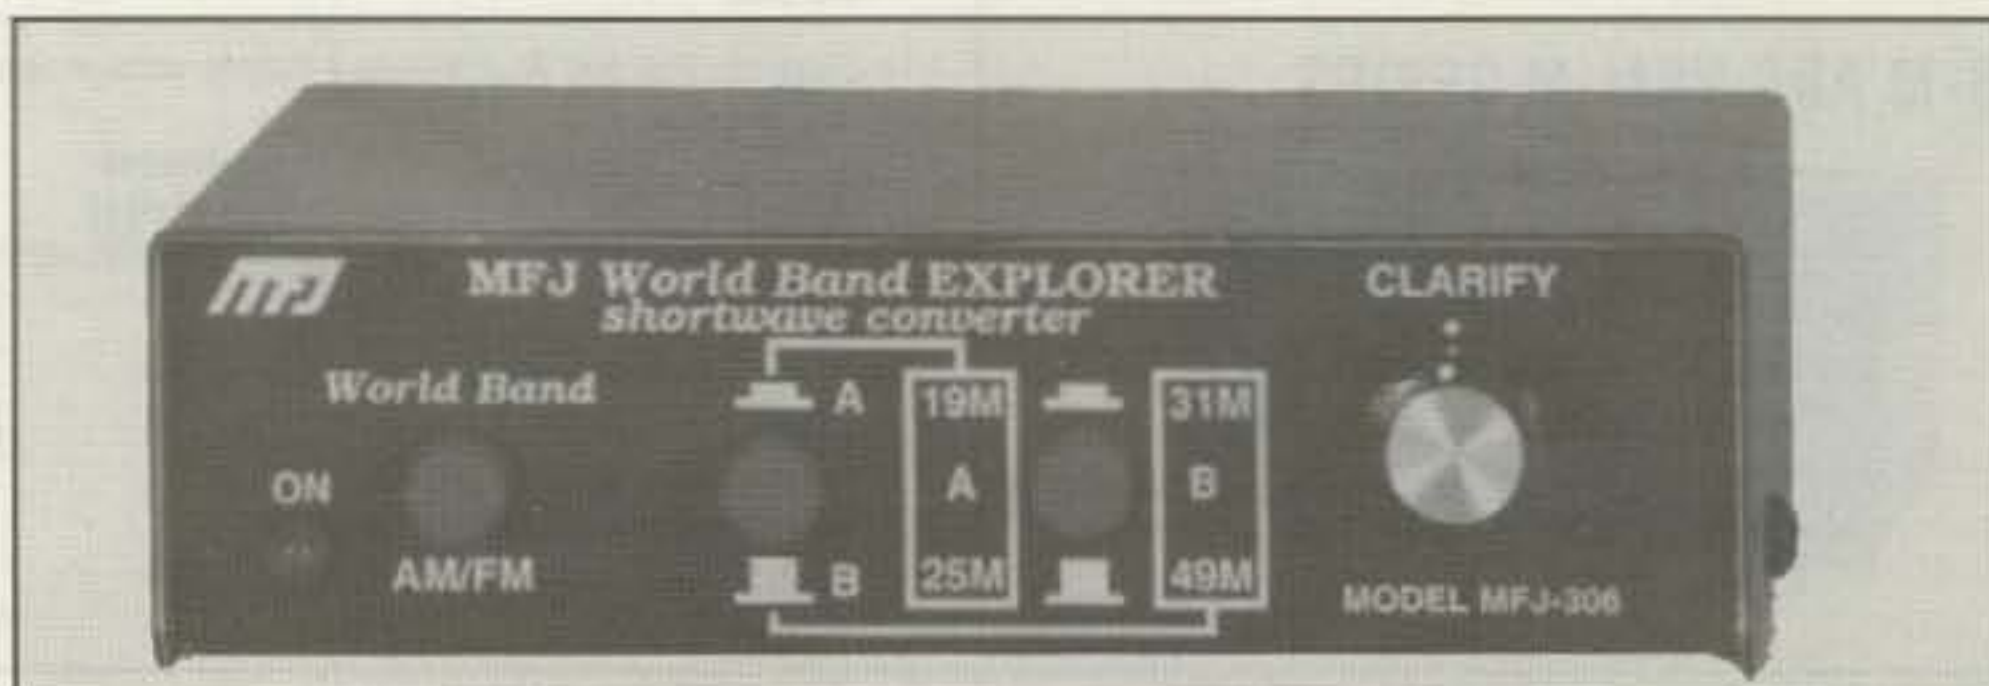 MFJ
MFJ World Band EXPLORER
shortwave converter
CLARIFY
World Band
A
19M
31M
ON
A
B
AM/FM
B
25M
49M
MODEL MFJ-306